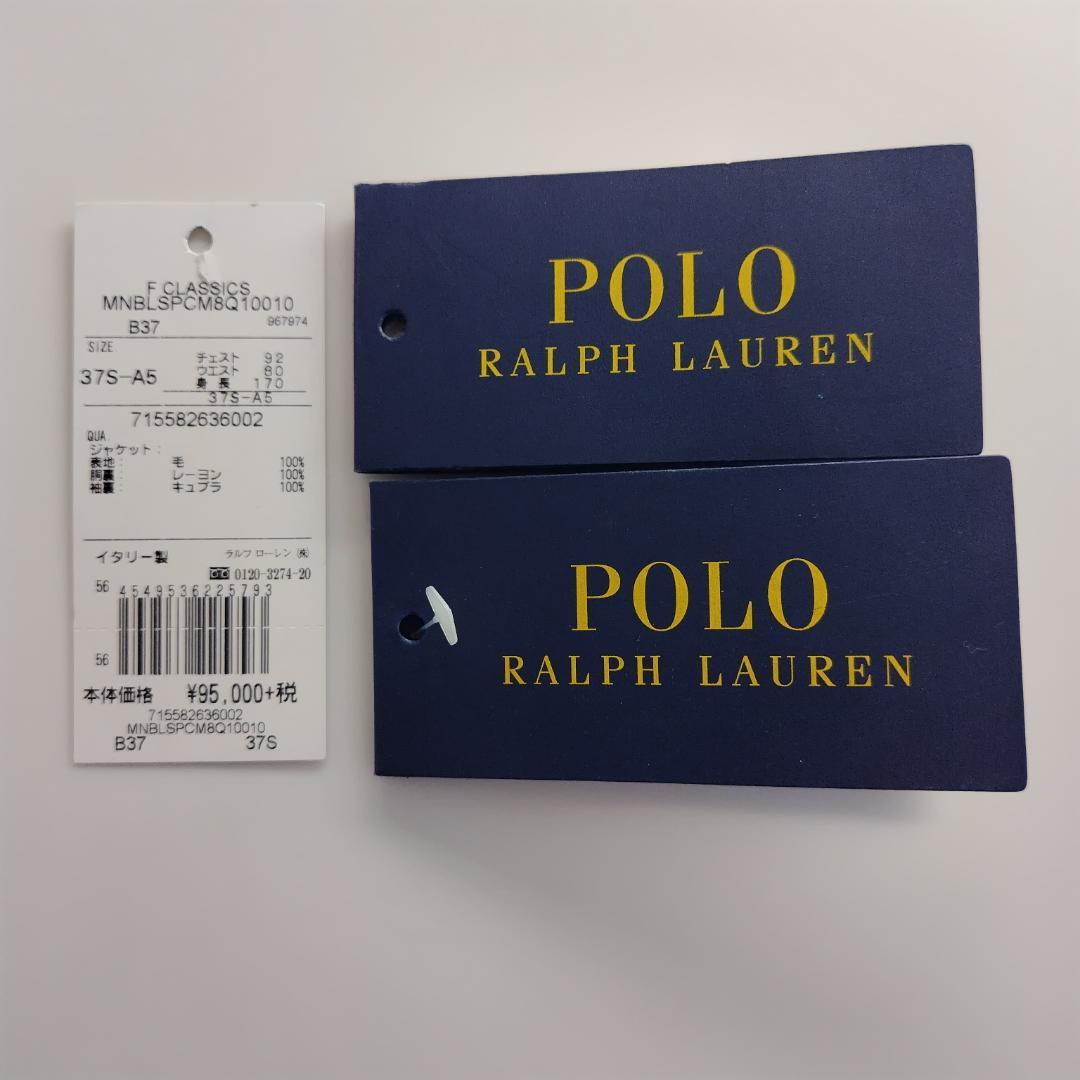 F CLASSICS
MNBLSPCM8Q10010
B37 967974
SIZE
チェスト 92
ウエスト 80
37S-A5 身長 170
37S-A5
715582636002
QUA.
ジャケット:
表地: 毛 100%
胴裏: レーヨン 100%
袖裏: キュプラ 100%
イタリー製 ラルフ ローレン ㈱
0120-3274-20
56 4549536225793
56
本体価格 ¥95,000+税
715582636002
MNBLSPCM8Q10010
B37 37S
POLO
RALPH LAUREN
POLO
RALPH LAUREN